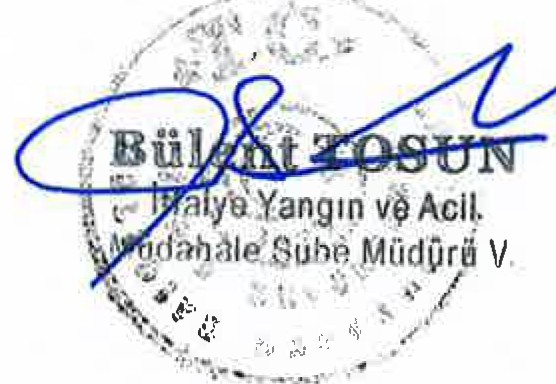 Bülent TOSUN
İtfaiye Yangın ve Acil.
Müdahale Şube Müdürü V.